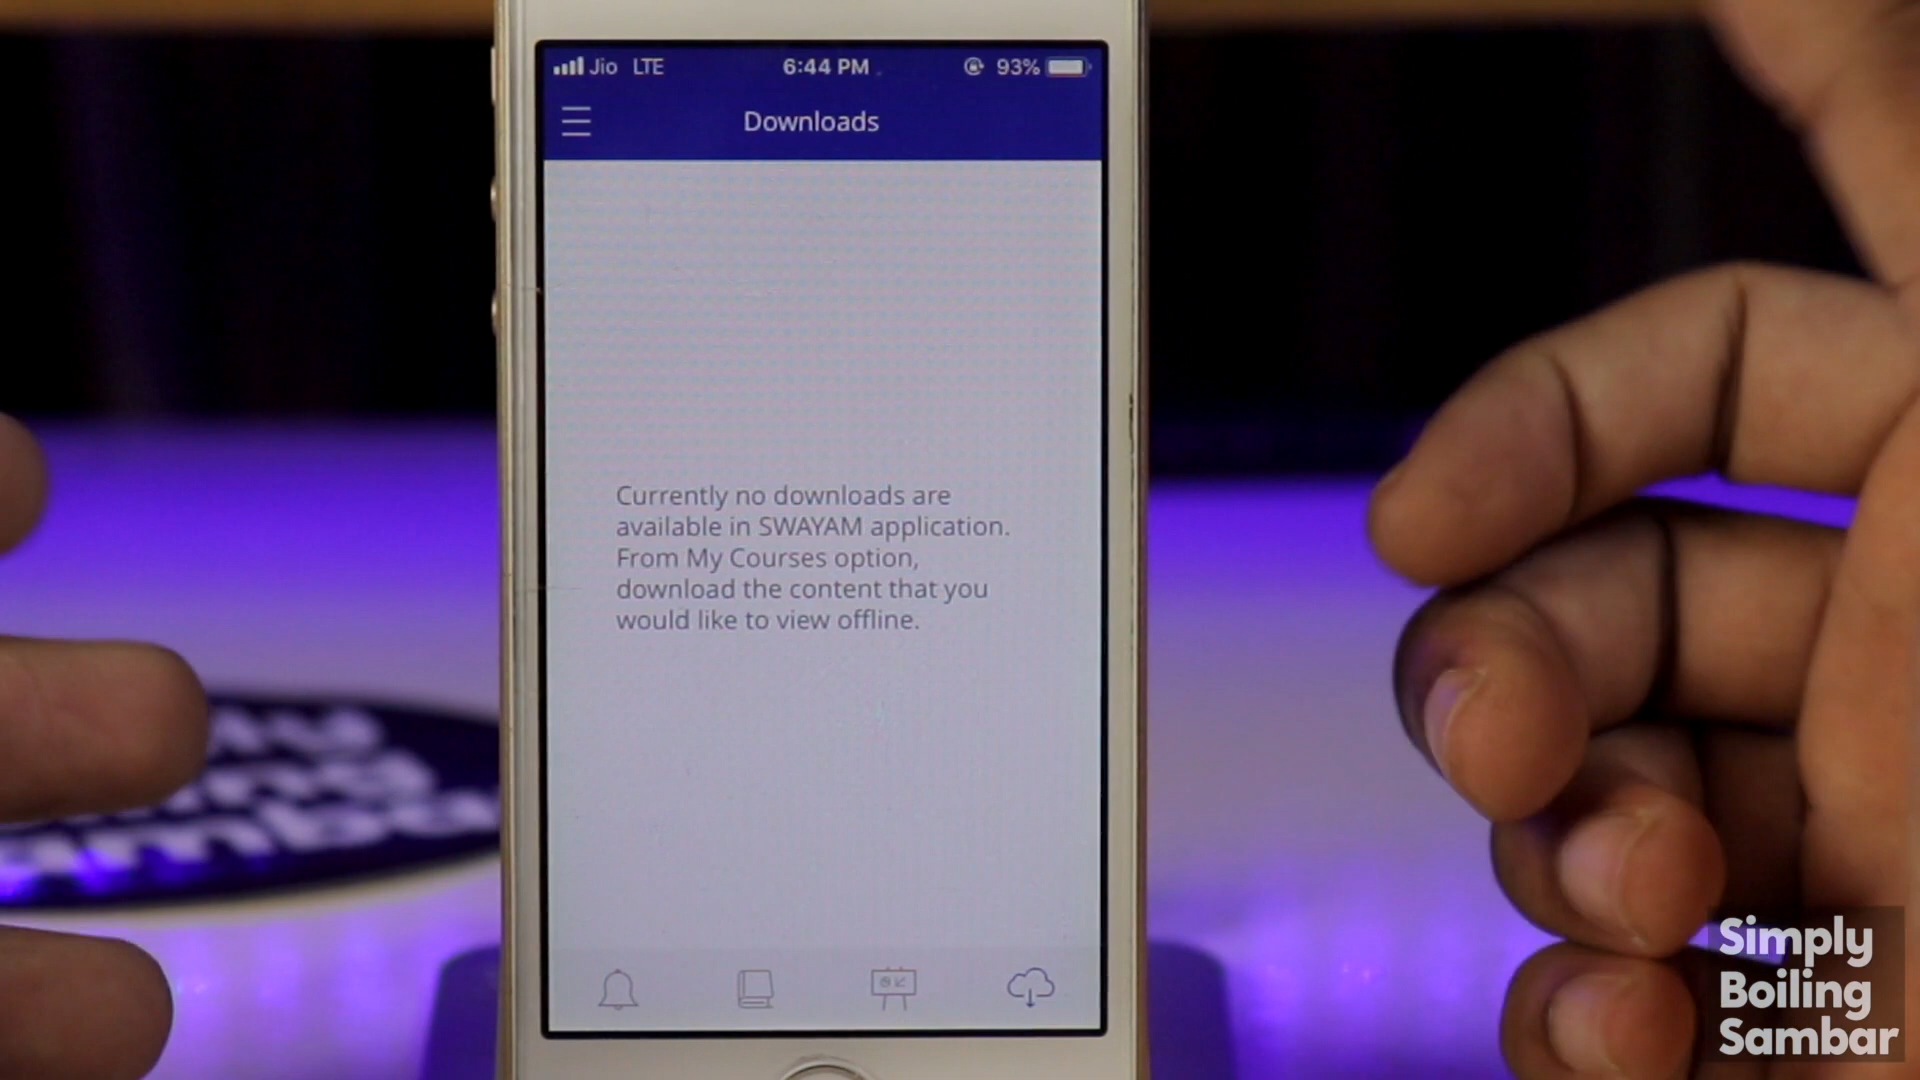 Jio LTE 6:44 PM 93%
Downloads
Currently no downloads are
available in SWAYAM application.
From My Courses option,
download the content that you
would like to view offline.
Simply
Boiling
Sambar